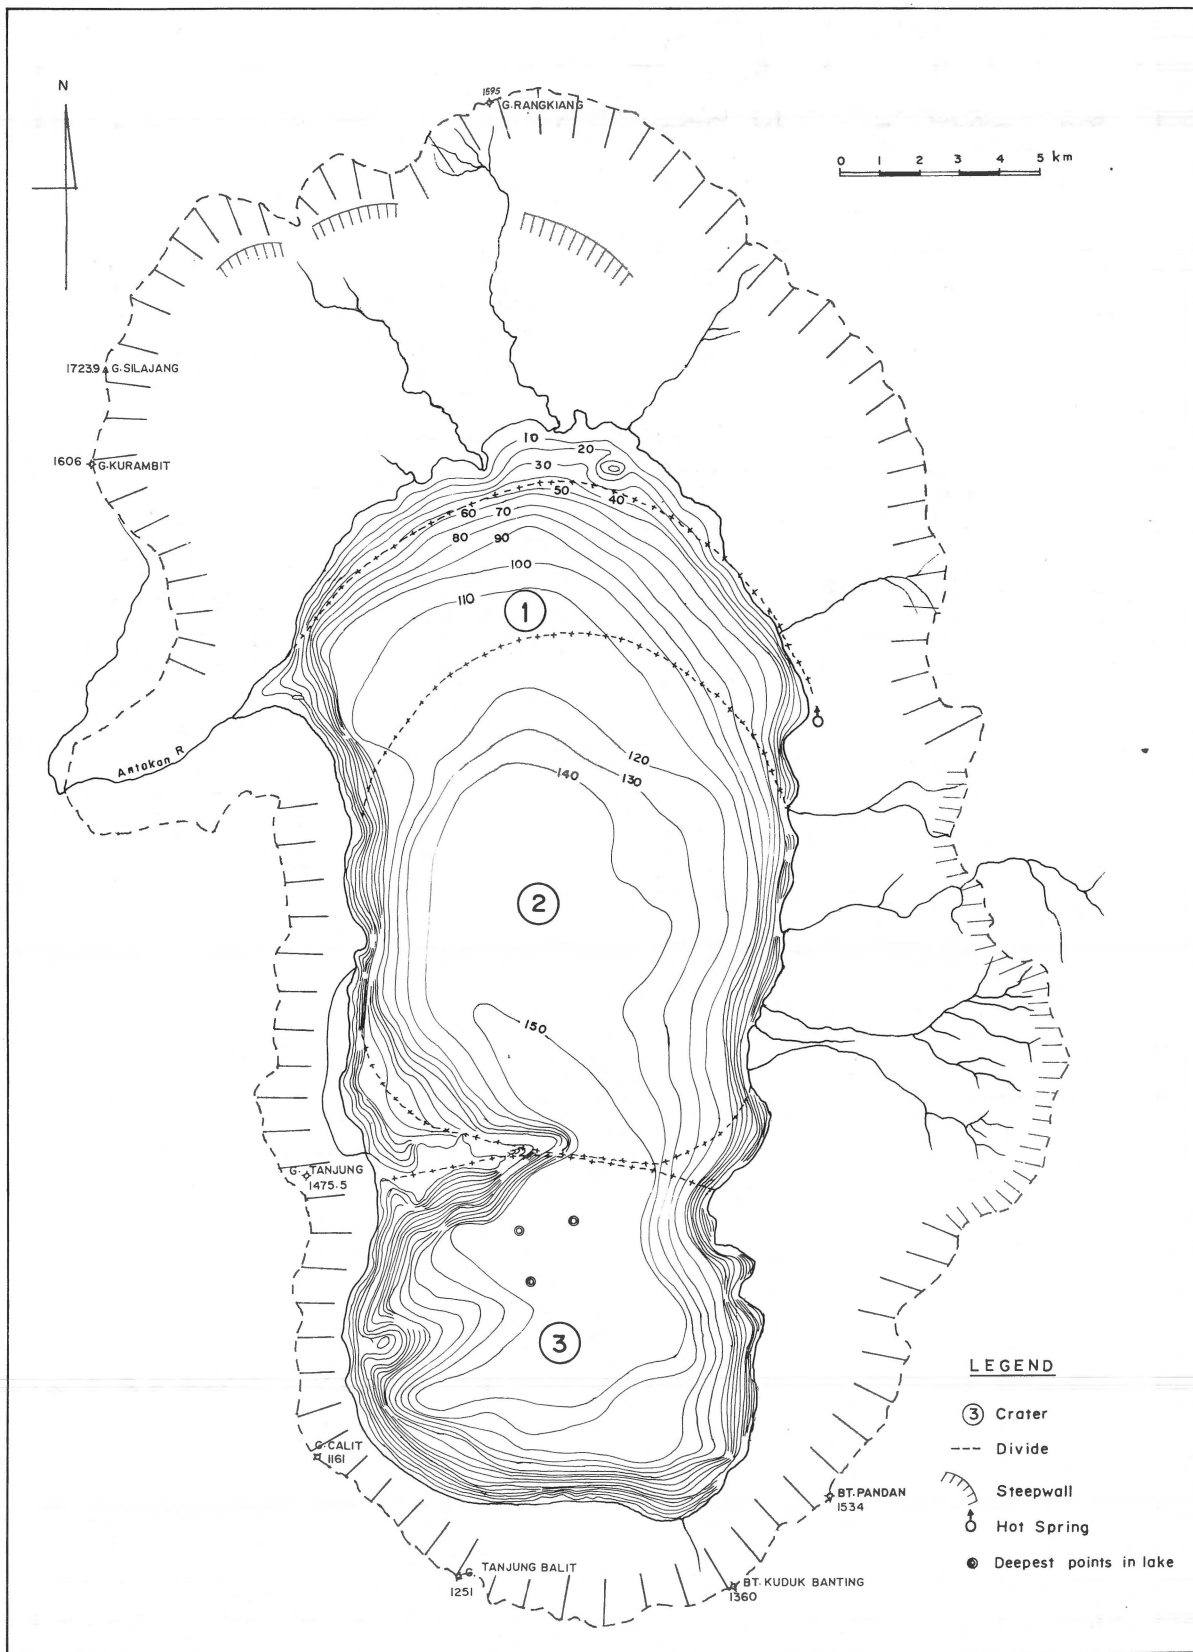 N
1595
G. RANGKIANG
0 1 2 3 4 5 km
1723.9 G. SILAJANG
1606 G. KURAMBIT
10
20
30
40
50
60
70
80
90
100
110
1
Antokan R
120
130
140
2
150
G. TANJUNG
1475.5
3
G. CALIT
1161
G. TANJUNG BALIT
1251
BT. KUDUK BANTING
1360
BT. PANDAN
1534
LEGEND
3 Crater
Divide
Steepwall
Hot Spring
Deepest points in lake